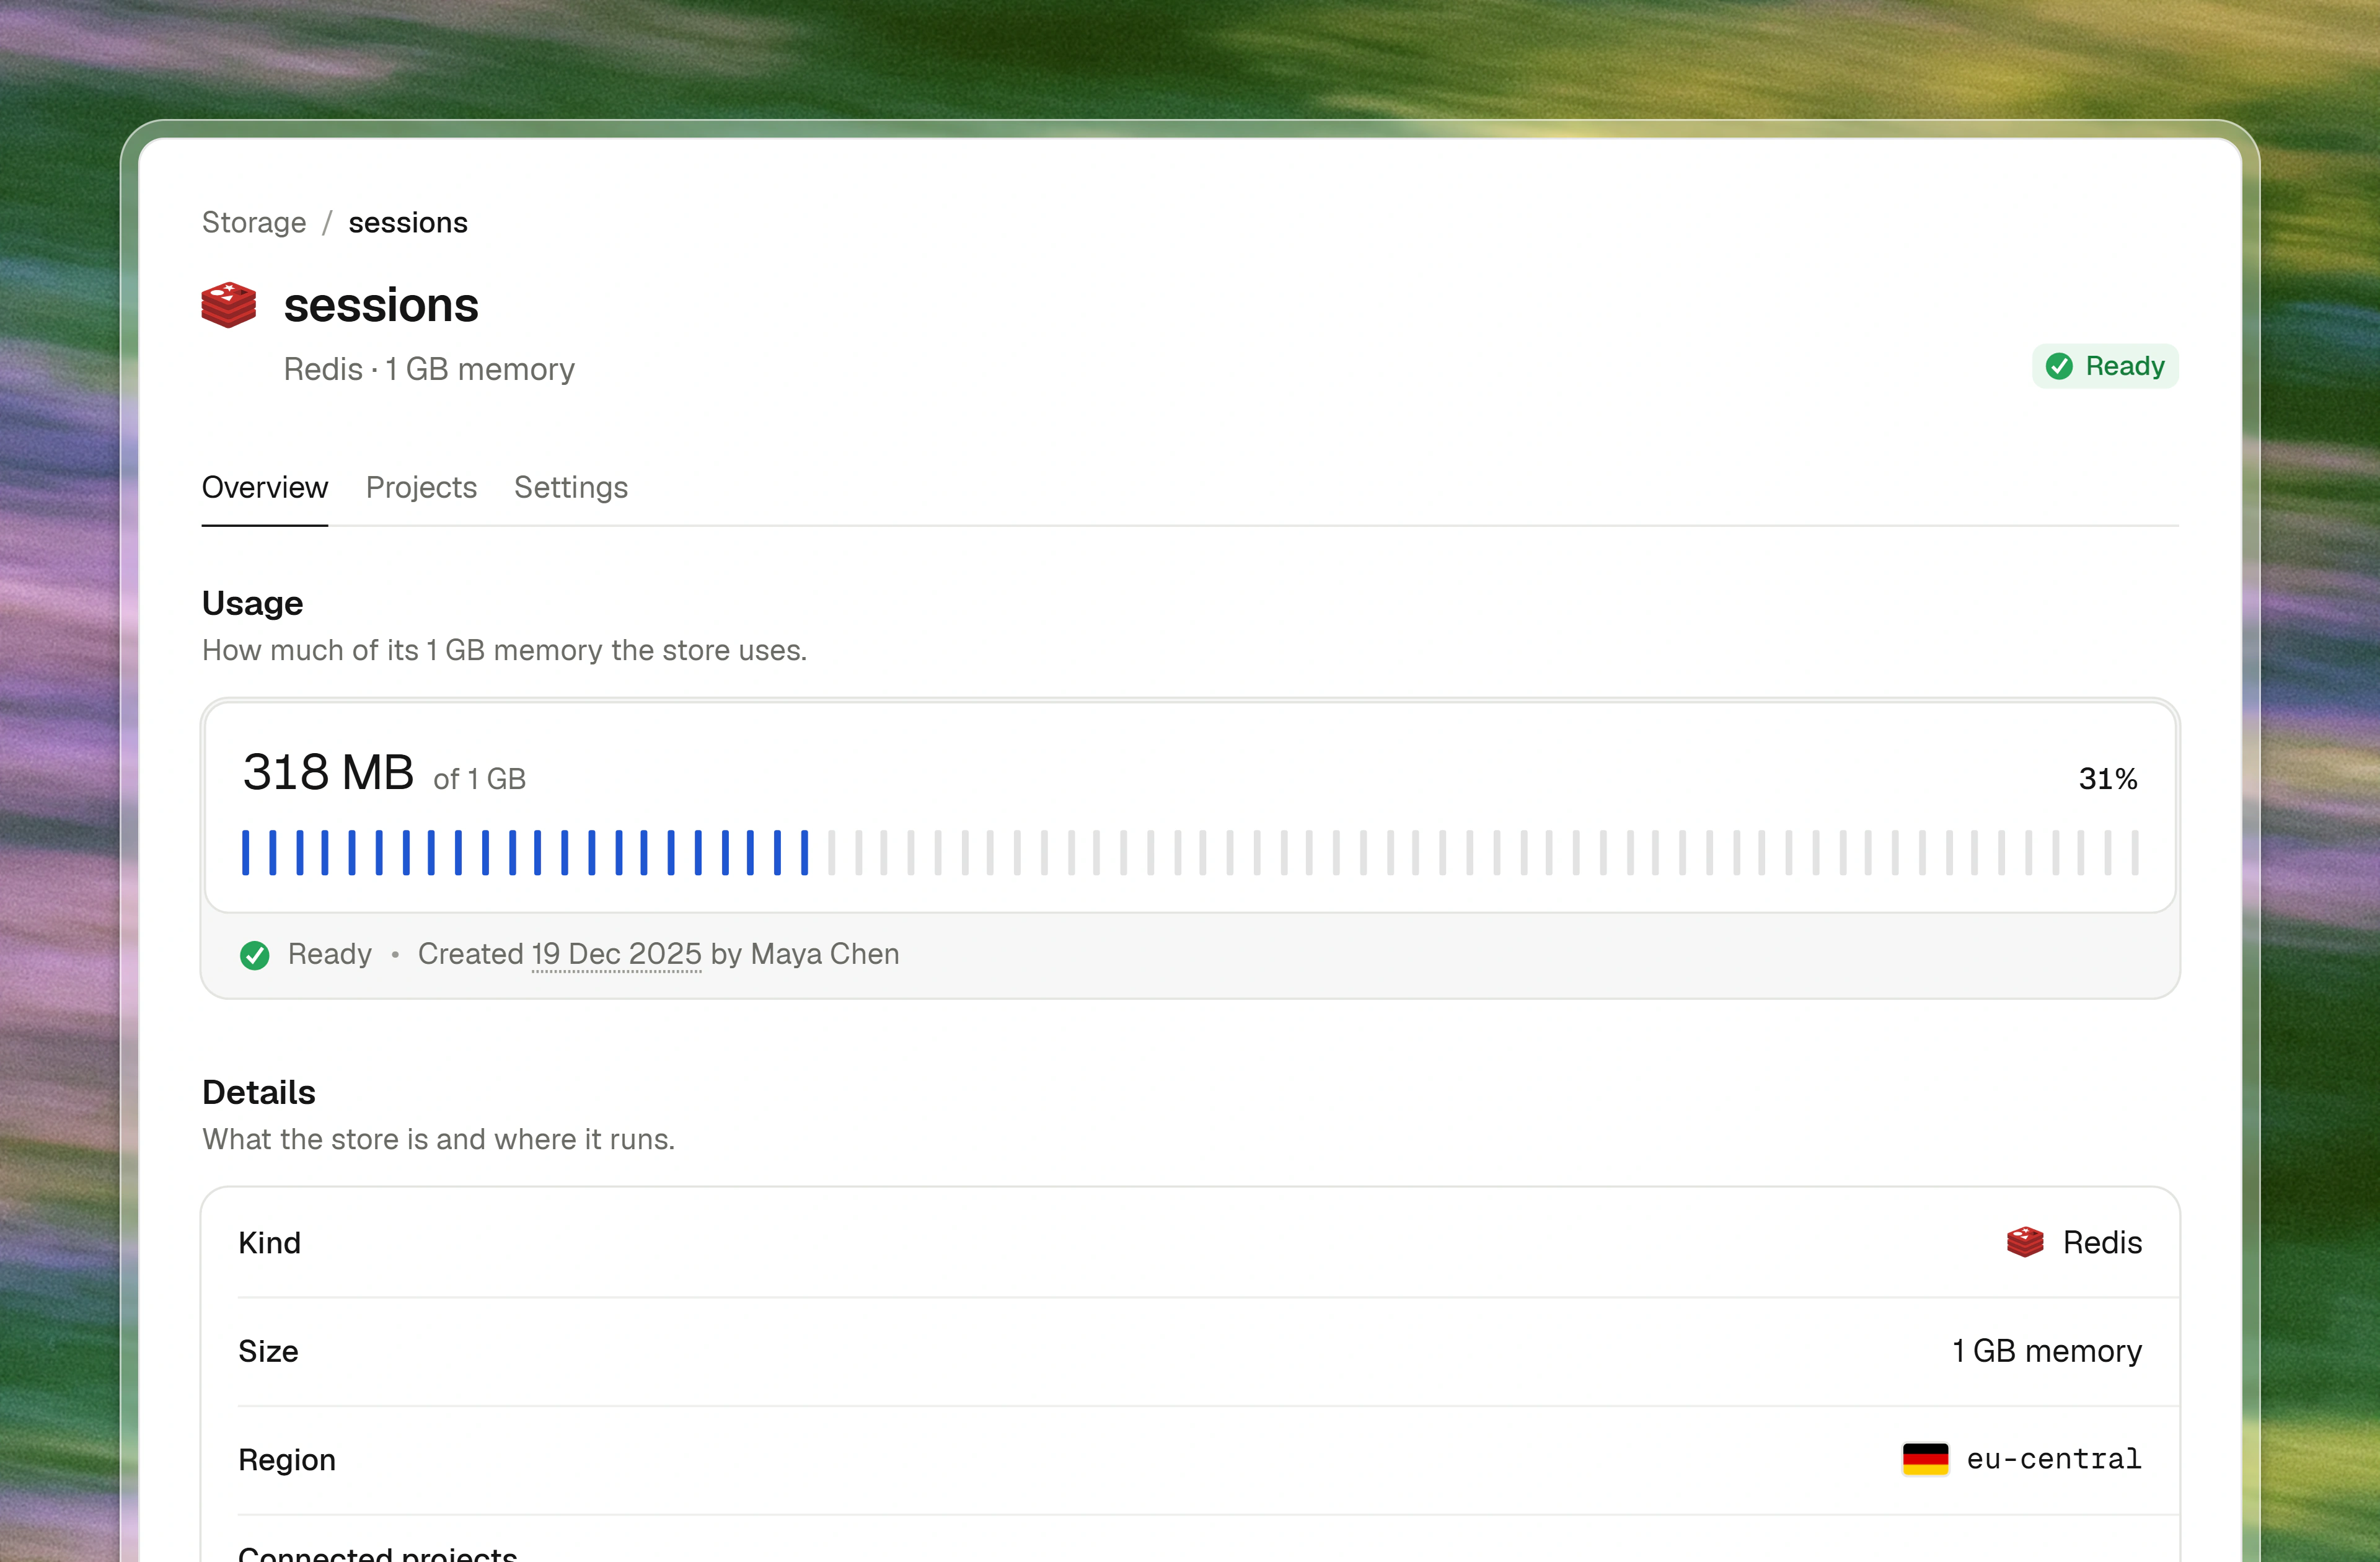 Storage / sessions
sessions
Redis · 1 GB memory
Ready
Overview Projects Settings
Usage
How much of its 1 GB memory the store uses.
318 MB of 1 GB 31%
Ready • Created 19 Dec 2025 by Maya Chen
Details
What the store is and where it runs.
Kind Redis
Size 1 GB memory
Region eu-central
Connected projects